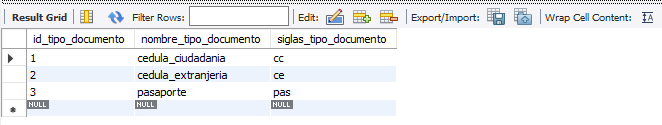 Result Grid Filter Rows: Edit: Export/Import: Wrap Cell Content:
id_tipo_documento nombre_tipo_documento siglas_tipo_documento
1 cedula_ciudadania cc
2 cedula_extranjeria ce
3 pasaporte pas
NULL NULL NULL